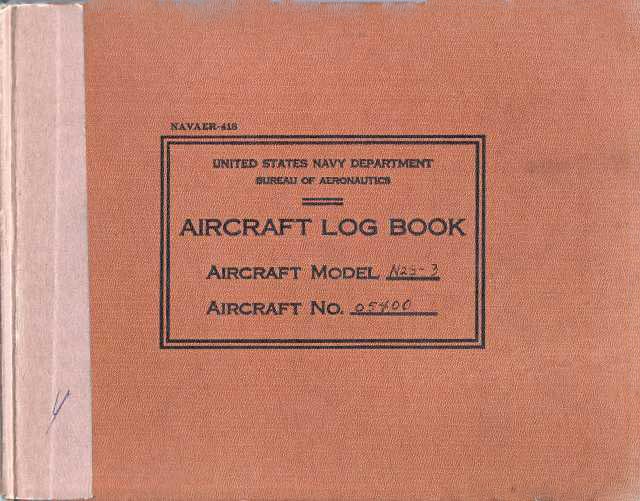 NAVAER-418
UNITED STATES NAVY DEPARTMENT
BUREAU OF AERONAUTICS
AIRCRAFT LOG BOOK
AIRCRAFT MODEL N2S-3
AIRCRAFT NO. 05400